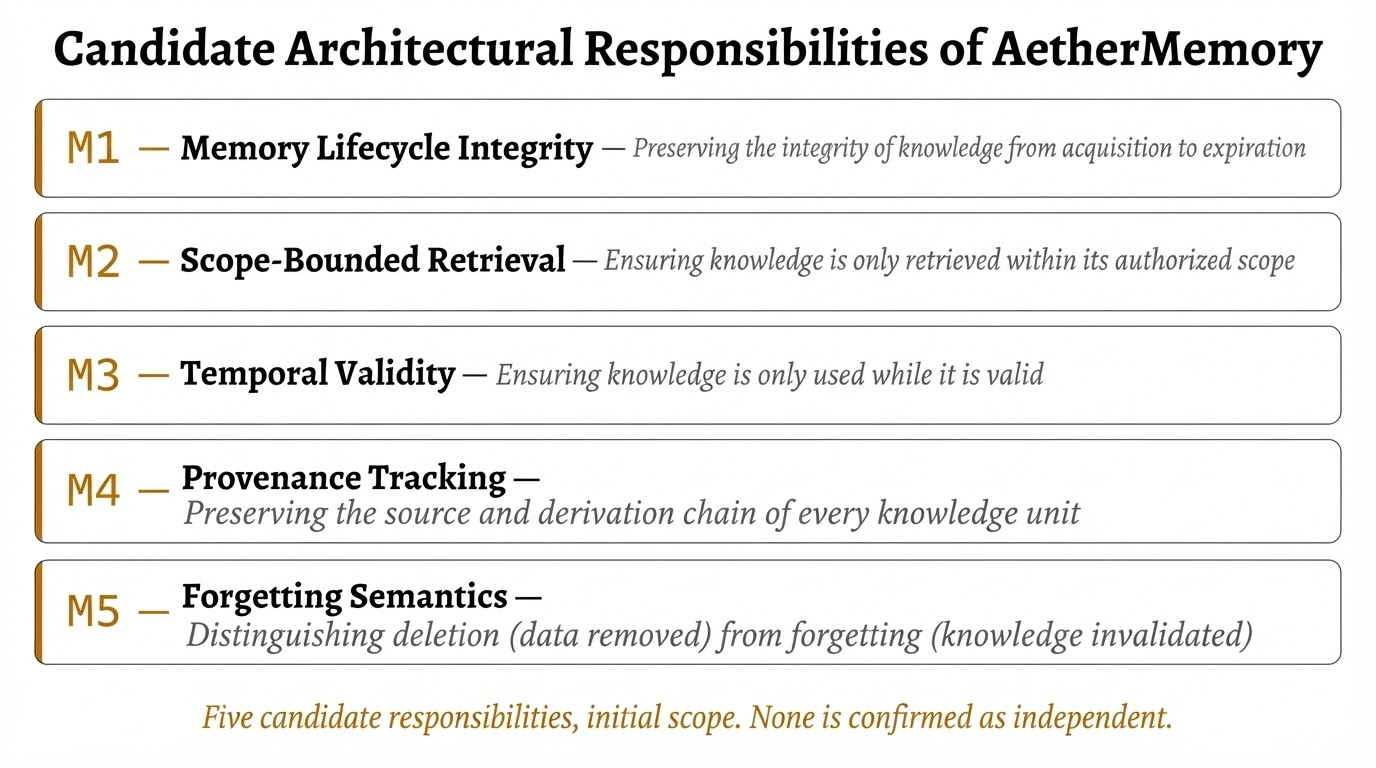 Candidate Architectural Responsibilities of AetherMemory
M1 — Memory Lifecycle Integrity — Preserving the integrity of knowledge from acquisition to expiration
M2 — Scope-Bounded Retrieval — Ensuring knowledge is only retrieved within its authorized scope
M3 — Temporal Validity — Ensuring knowledge is only used while it is valid
M4 — Provenance Tracking —
Preserving the source and derivation chain of every knowledge unit
M5 — Forgetting Semantics —
Distinguishing deletion (data removed) from forgetting (knowledge invalidated)
Five candidate responsibilities, initial scope. None is confirmed as independent.